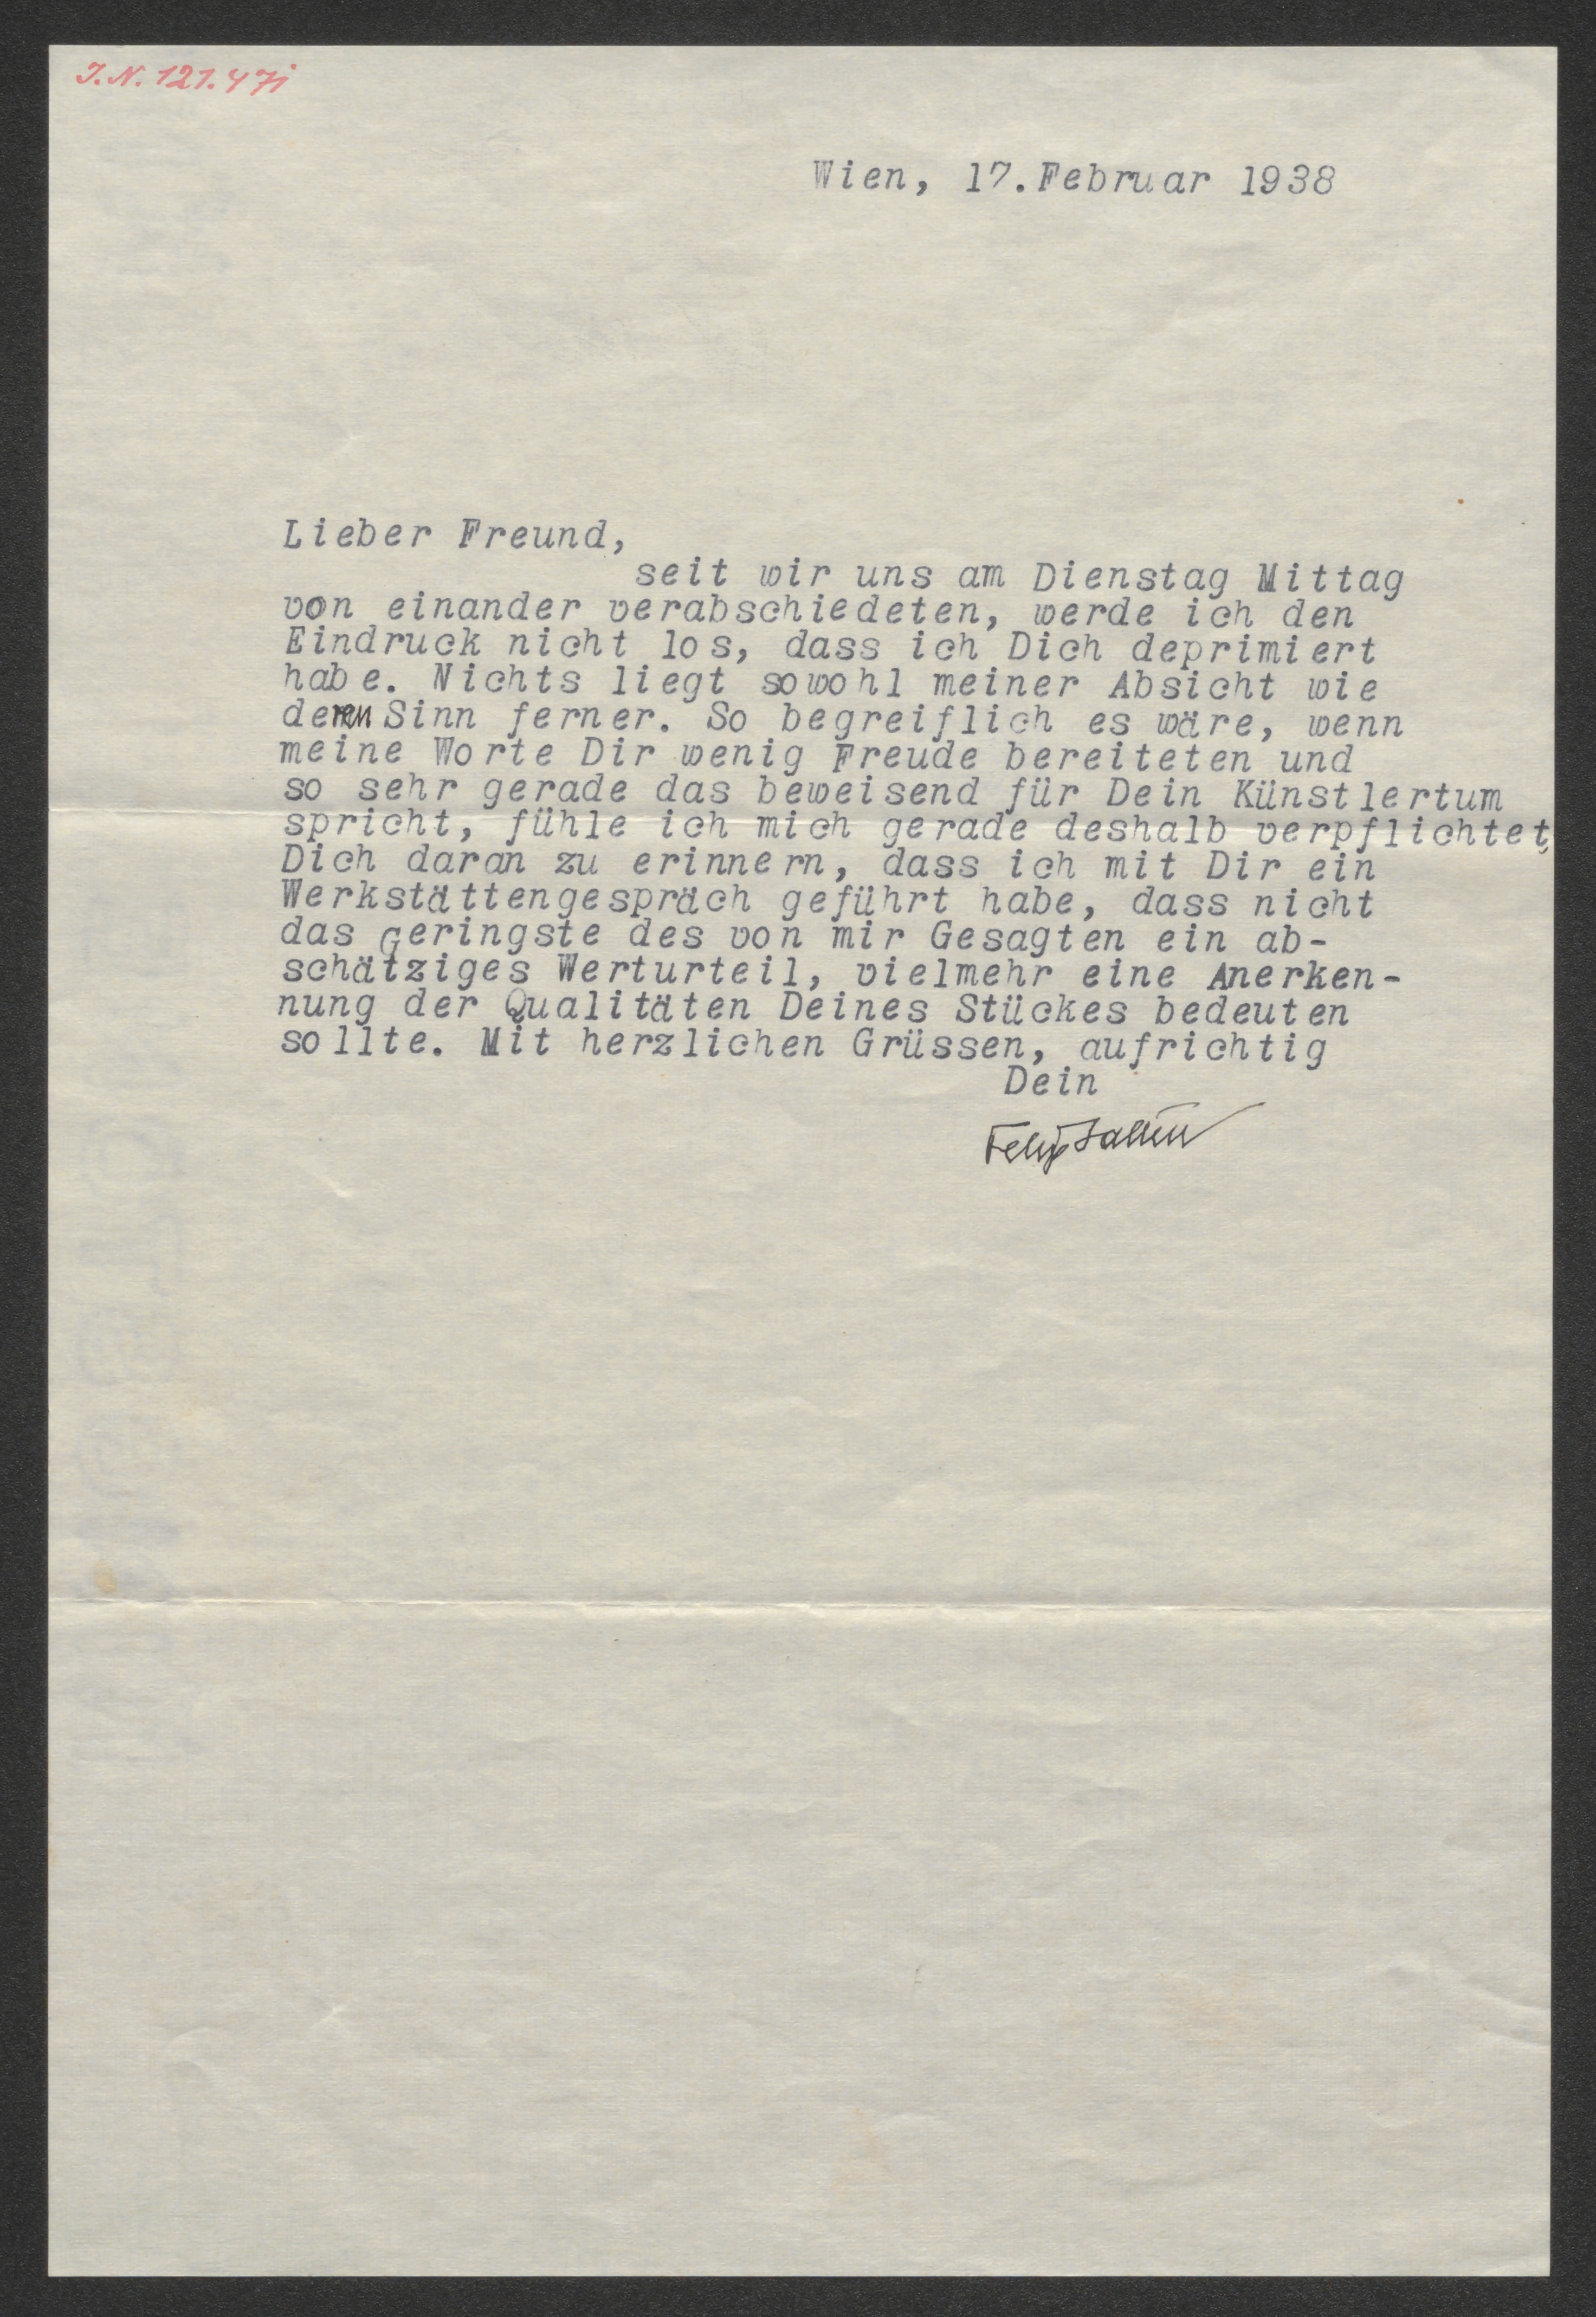 J. N. 121.471
Wien, 17. Februar 1938
Lieber Freund,
seit wir uns am Dienstag Mittag
von einander verabschiedeten, werde ich den
Eindruck nicht los, dass ich Dich deprimiert
habe. Nichts liegt sowohl meiner Absicht wie
deren Sinn ferner. So begreiflich es wäre, wenn
meine Worte Dir wenig Freude bereiteten und
so sehr gerade das beweisend für Dein Künstlertum
spricht, fühle ich mich gerade deshalb verpflichtet,
Dich daran zu erinnern, dass ich mit Dir ein
Werkstättengespräch geführt habe, dass nicht
das Geringste des von mir Gesagten ein ab-
schätziges Werturteil, vielmehr eine Anerken-
nung der Qualitäten Deines Stückes bedeuten
sollte. Mit herzlichen Grüssen, aufrichtig
Dein
Felix Salten